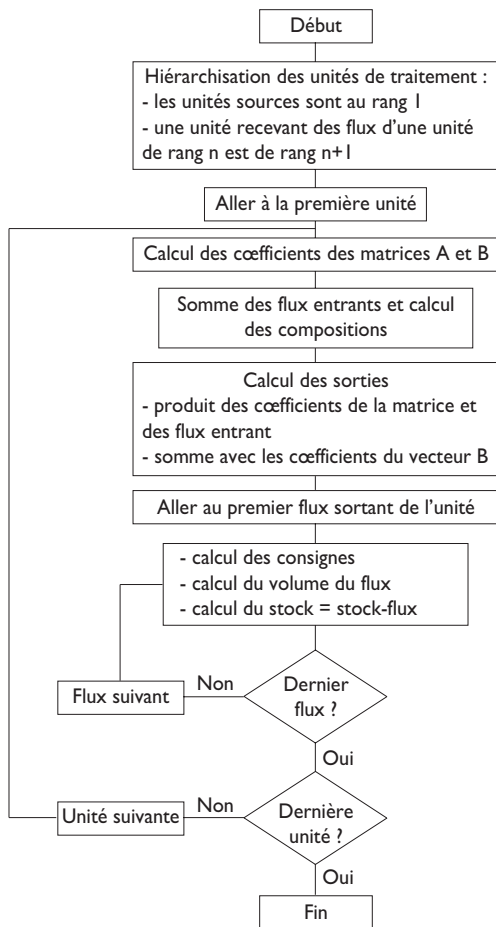 Début
Hiérarchisation des unités de traitement :
- les unités sources sont au rang 1
- une unité recevant des flux d'une unité
de rang n est de rang n+1
Aller à la première unité
Calcul des cœfficients des matrices A et B
Somme des flux entrants et calcul
des compositions
Calcul des sorties
- produit des cœfficients de la matrice et
des flux entrant
- somme avec les cœfficients du vecteur B
Aller au premier flux sortant de l'unité
- calcul des consignes
- calcul du volume du flux
- calcul du stock = stock-flux
Flux suivant
Non
Dernier
flux ?
Oui
Unité suivante
Non
Dernière
unité ?
Oui
Fin